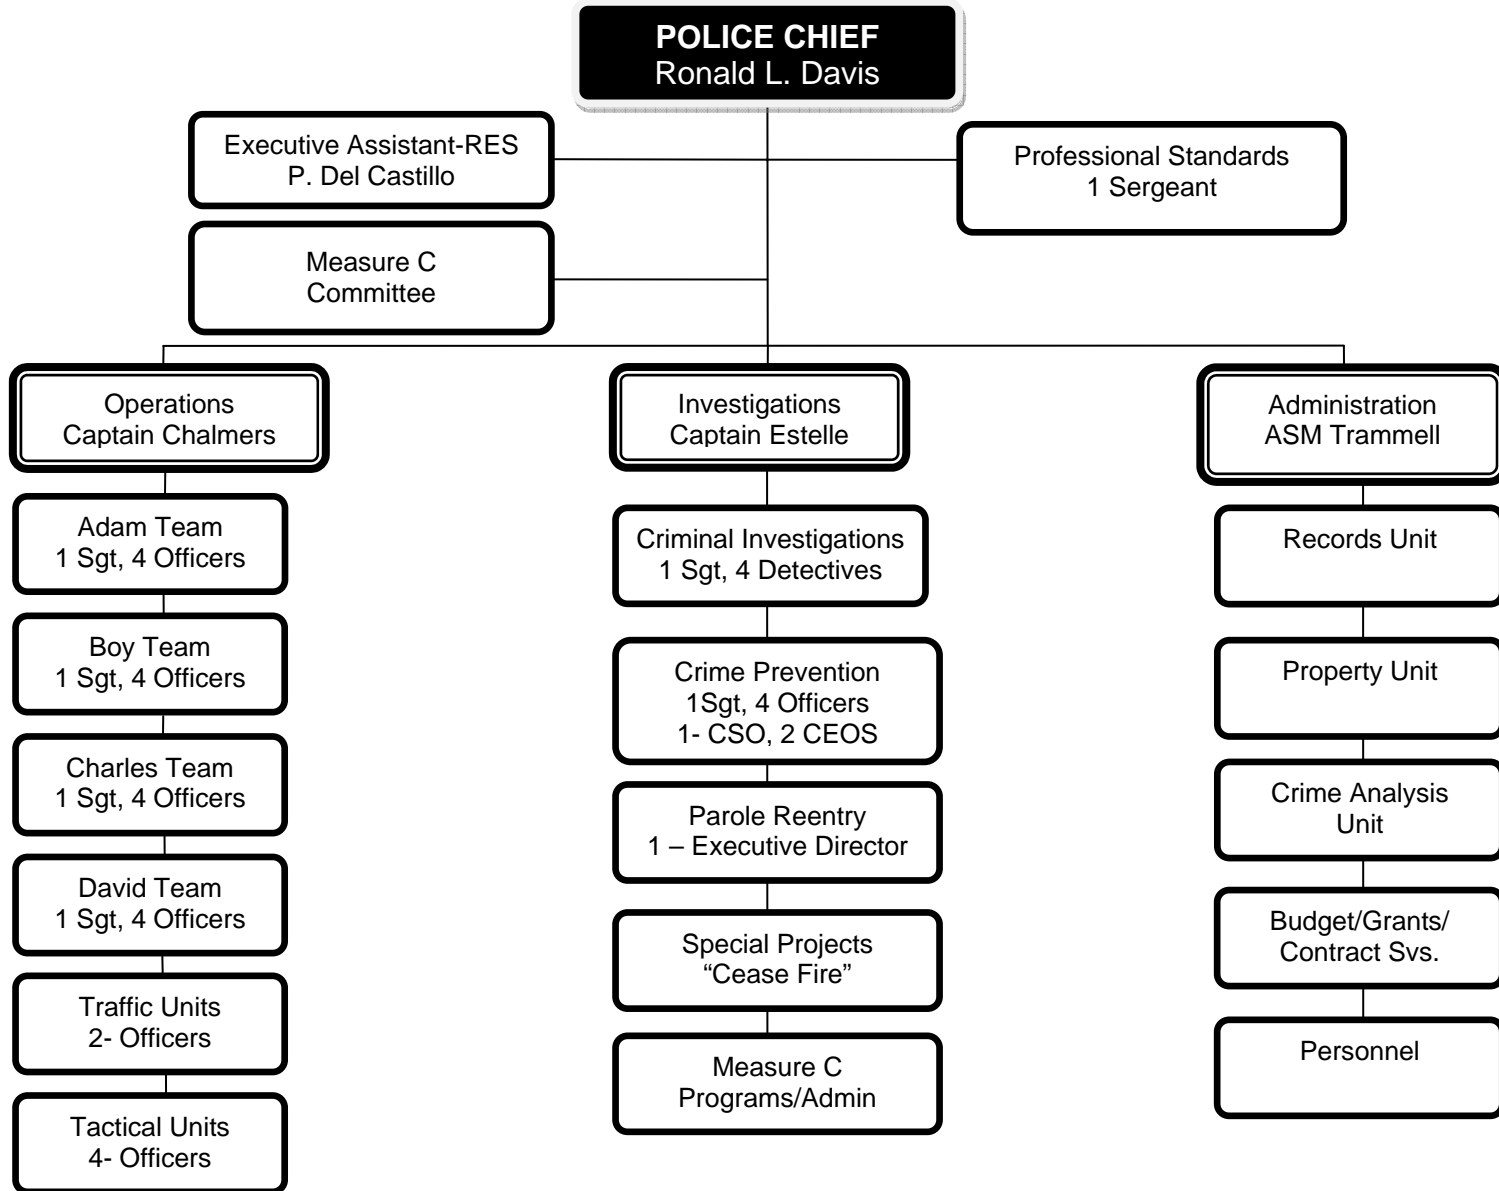 POLICE CHIEF
Ronald L. Davis
Executive Assistant-RES
P. Del Castillo
Professional Standards
1 Sergeant
Measure C
Committee
Operations
Captain Chalmers
Investigations
Captain Estelle
Administration
ASM Trammell
Adam Team
1 Sgt, 4 Officers
Boy Team
1 Sgt, 4 Officers
Charles Team
1 Sgt, 4 Officers
David Team
1 Sgt, 4 Officers
Traffic Units
2- Officers
Tactical Units
4- Officers
Criminal Investigations
1 Sgt, 4 Detectives
Crime Prevention
1Sgt, 4 Officers
1- CSO, 2 CEOS
Parole Reentry
1 – Executive Director
Special Projects
“Cease Fire”
Measure C
Programs/Admin
Records Unit
Property Unit
Crime Analysis
Unit
Budget/Grants/
Contract Svs.
Personnel